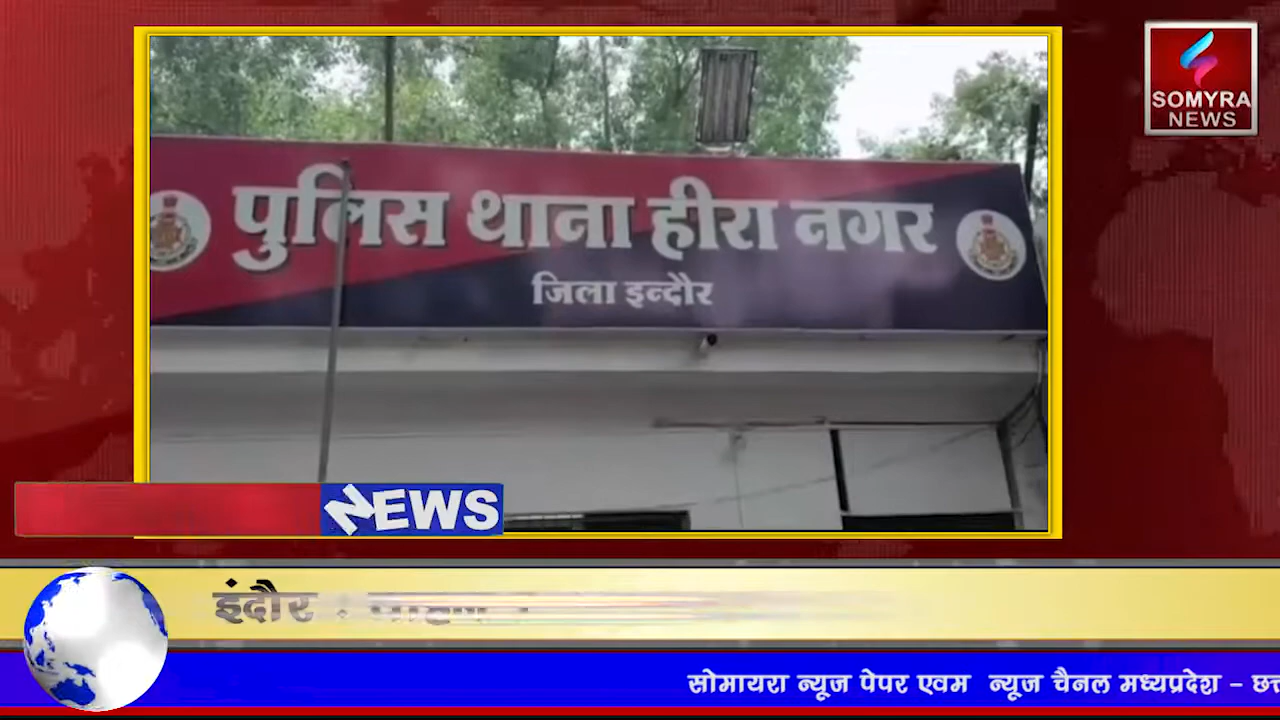 SOMYRA
NEWS
पुलिस थाना हीरा नगर
जिला इन्दौर
NEWS
इंदौर :
सोमायरा न्यूज पेपर एवम न्यूज चैनल मध्यप्रदेश -